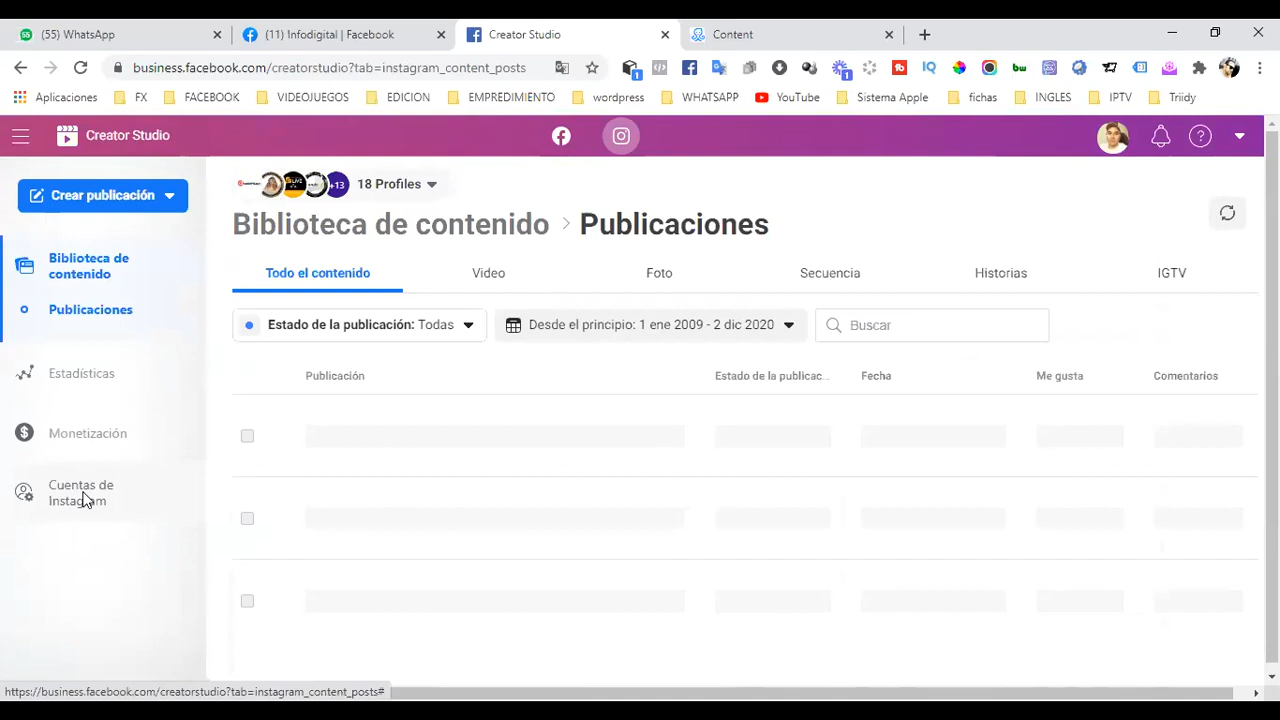 (55) WhatsApp
(11) Infodigital | Facebook
Creator Studio
Content
business.facebook.com/creatorstudio?tab=instagram_content_posts
Aplicaciones
FX
FACEBOOK
VIDEOJUEGOS
EDICION
EMPREDIMIENTO
wordpress
WHATSAPP
YouTube
Sistema Apple
fichas
INGLES
IPTV
Triidy
Creator Studio
Crear publicación
Biblioteca de
contenido
Publicaciones
Estadísticas
Monetización
Cuentas de
Instagram
+13
18 Profiles
Biblioteca de contenido > Publicaciones
Todo el contenido
Video
Foto
Secuencia
Historias
IGTV
Estado de la publicación: Todas
Desde el principio: 1 ene 2009 - 2 dic 2020
Buscar
Publicación
Estado de la publicac...
Fecha
Me gusta
Comentarios
https://business.facebook.com/creatorstudio?tab=instagram_content_posts#